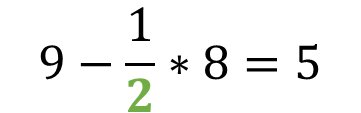 9 − 1/2 * 8 = 5